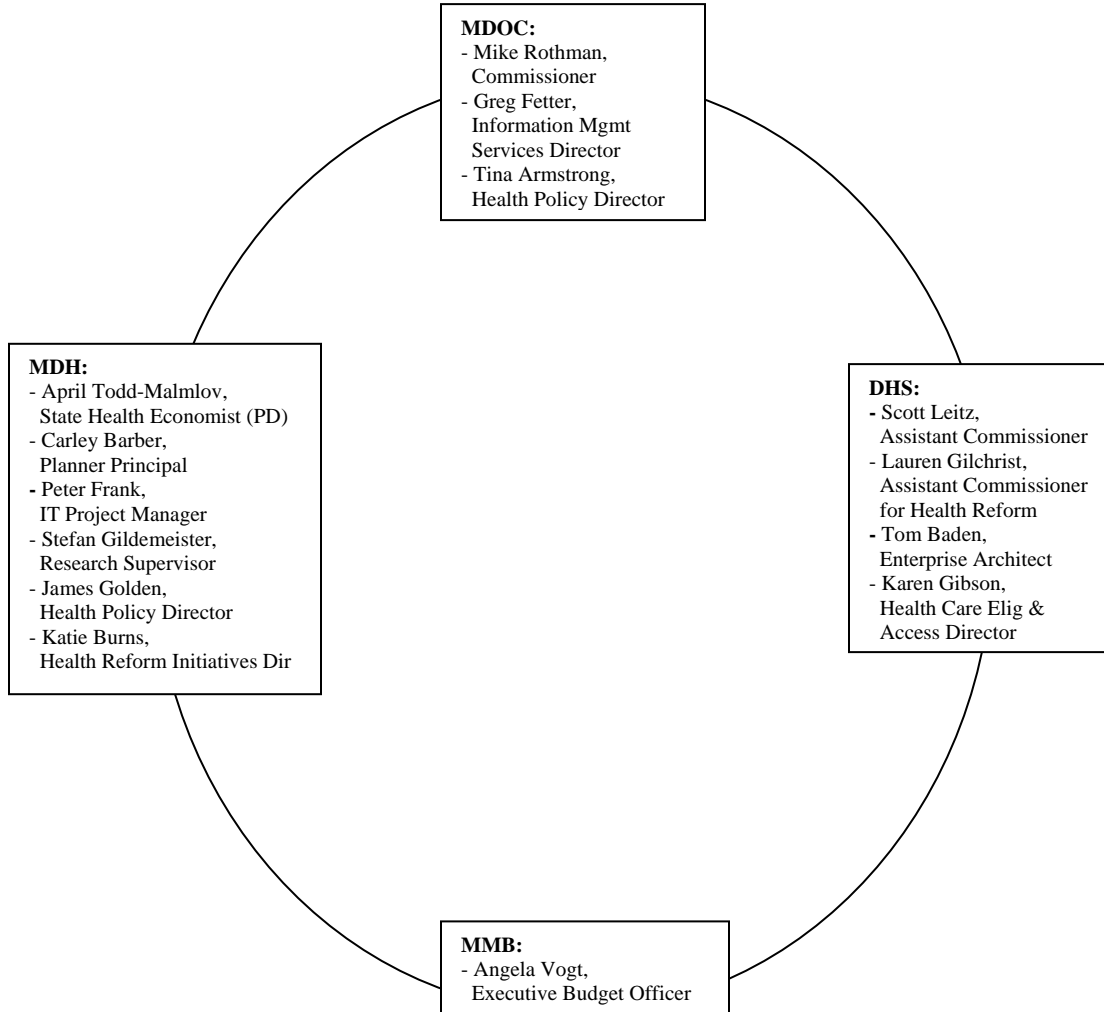 MDOC:
- Mike Rothman,
Commissioner
- Greg Fetter,
Information Mgmt
Services Director
- Tina Armstrong,
Health Policy Director
MDH:
- April Todd-Malmlov,
State Health Economist (PD)
- Carley Barber,
Planner Principal
- Peter Frank,
IT Project Manager
- Stefan Gildemeister,
Research Supervisor
- James Golden,
Health Policy Director
- Katie Burns,
Health Reform Initiatives Dir
DHS:
- Scott Leitz,
Assistant Commissioner
- Lauren Gilchrist,
Assistant Commissioner
for Health Reform
- Tom Baden,
Enterprise Architect
- Karen Gibson,
Health Care Elig &
Access Director
MMB:
- Angela Vogt,
Executive Budget Officer